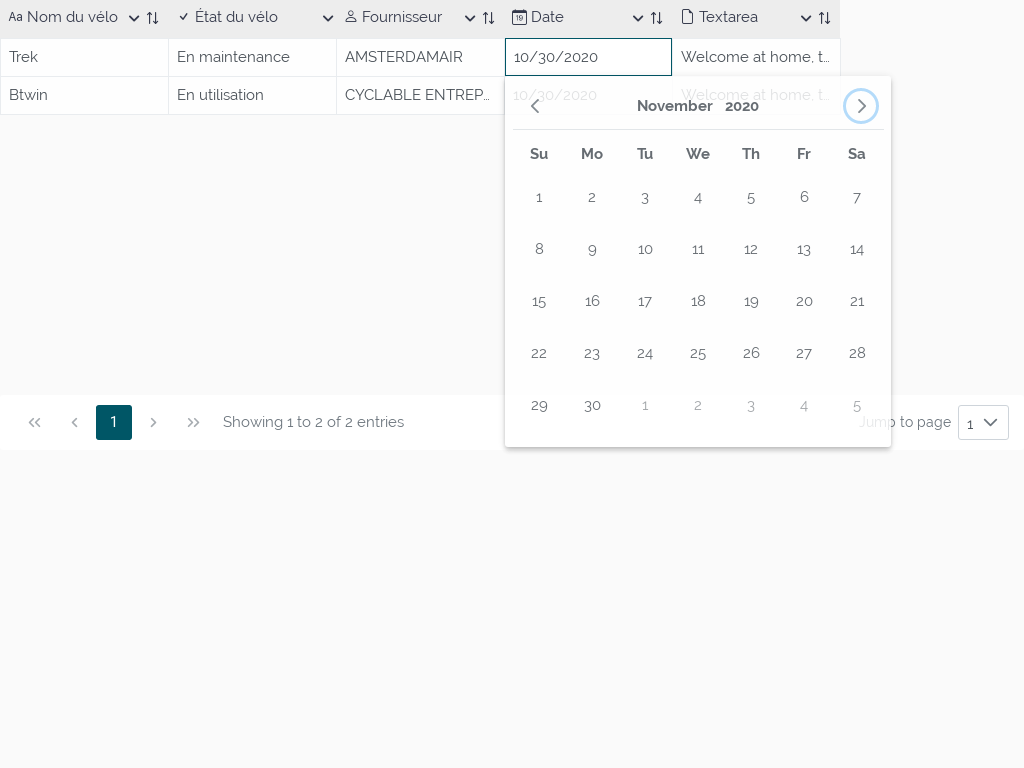 Aa Nom du vélo État du vélo Fournisseur 19 Date Textarea
Trek En maintenance AMSTERDAMAIR 10/30/2020 Welcome at home, t...
Btwin En utilisation CYCLABLE ENTREP... 10/30/2020 Welcome at home, t...
November 2020
Su Mo Tu We Th Fr Sa
1 2 3 4 5 6 7
8 9 10 11 12 13 14
15 16 17 18 19 20 21
22 23 24 25 26 27 28
29 30 1 2 3 4 5
1 Showing 1 to 2 of 2 entries Jump to page 1